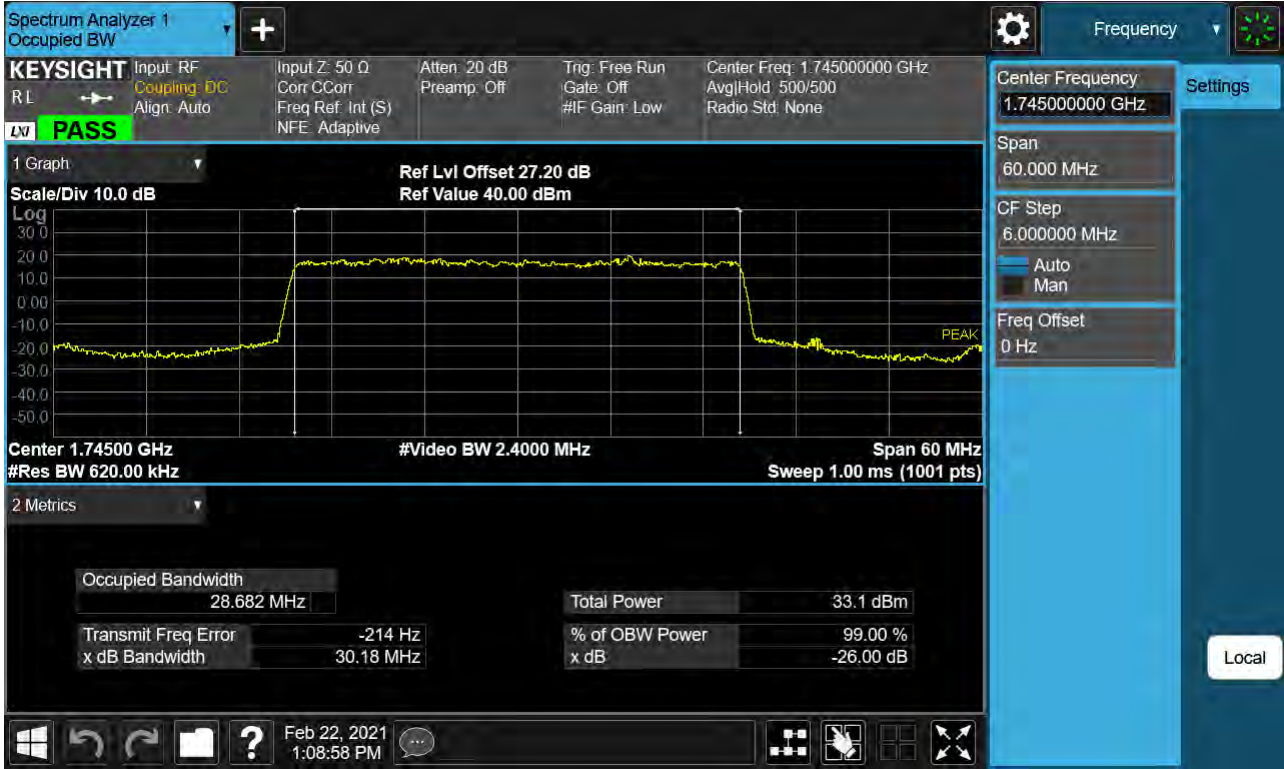 Spectrum Analyzer 1
Occupied BW
+
Frequency
KEYSIGHT
RL
LXI
PASS
Input: RF
Coupling: DC
Align: Auto
Input Z: 50 Ω
Corr CCorr
Freq Ref: Int (S)
NFE: Adaptive
Atten: 20 dB
Preamp: Off
Trig: Free Run
Gate: Off
#IF Gain: Low
Center Freq: 1.745000000 GHz
Avg|Hold: 500/500
Radio Std: None
1 Graph
Scale/Div 10.0 dB
Ref Lvl Offset 27.20 dB
Ref Value 40.00 dBm
Log
30.0
20.0
10.0
0.00
-10.0
-20.0
-30.0
-40.0
-50.0
PEAK
Center 1.74500 GHz
#Video BW 2.4000 MHz
Span 60 MHz
#Res BW 620.00 kHz
Sweep 1.00 ms (1001 pts)
2 Metrics
Occupied Bandwidth
28.682 MHz
Transmit Freq Error -214 Hz
x dB Bandwidth 30.18 MHz
Total Power 33.1 dBm
% of OBW Power 99.00 %
x dB -26.00 dB
Center Frequency
1.745000000 GHz
Span
60.000 MHz
CF Step
6.000000 MHz
Auto
Man
Freq Offset
0 Hz
Settings
Local
?
Feb 22, 2021
1:08:58 PM